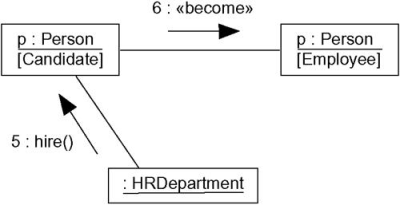 6 : «become»
p : Person
[Candidate]
p : Person
[Employee]
5 : hire()
: HRDepartment